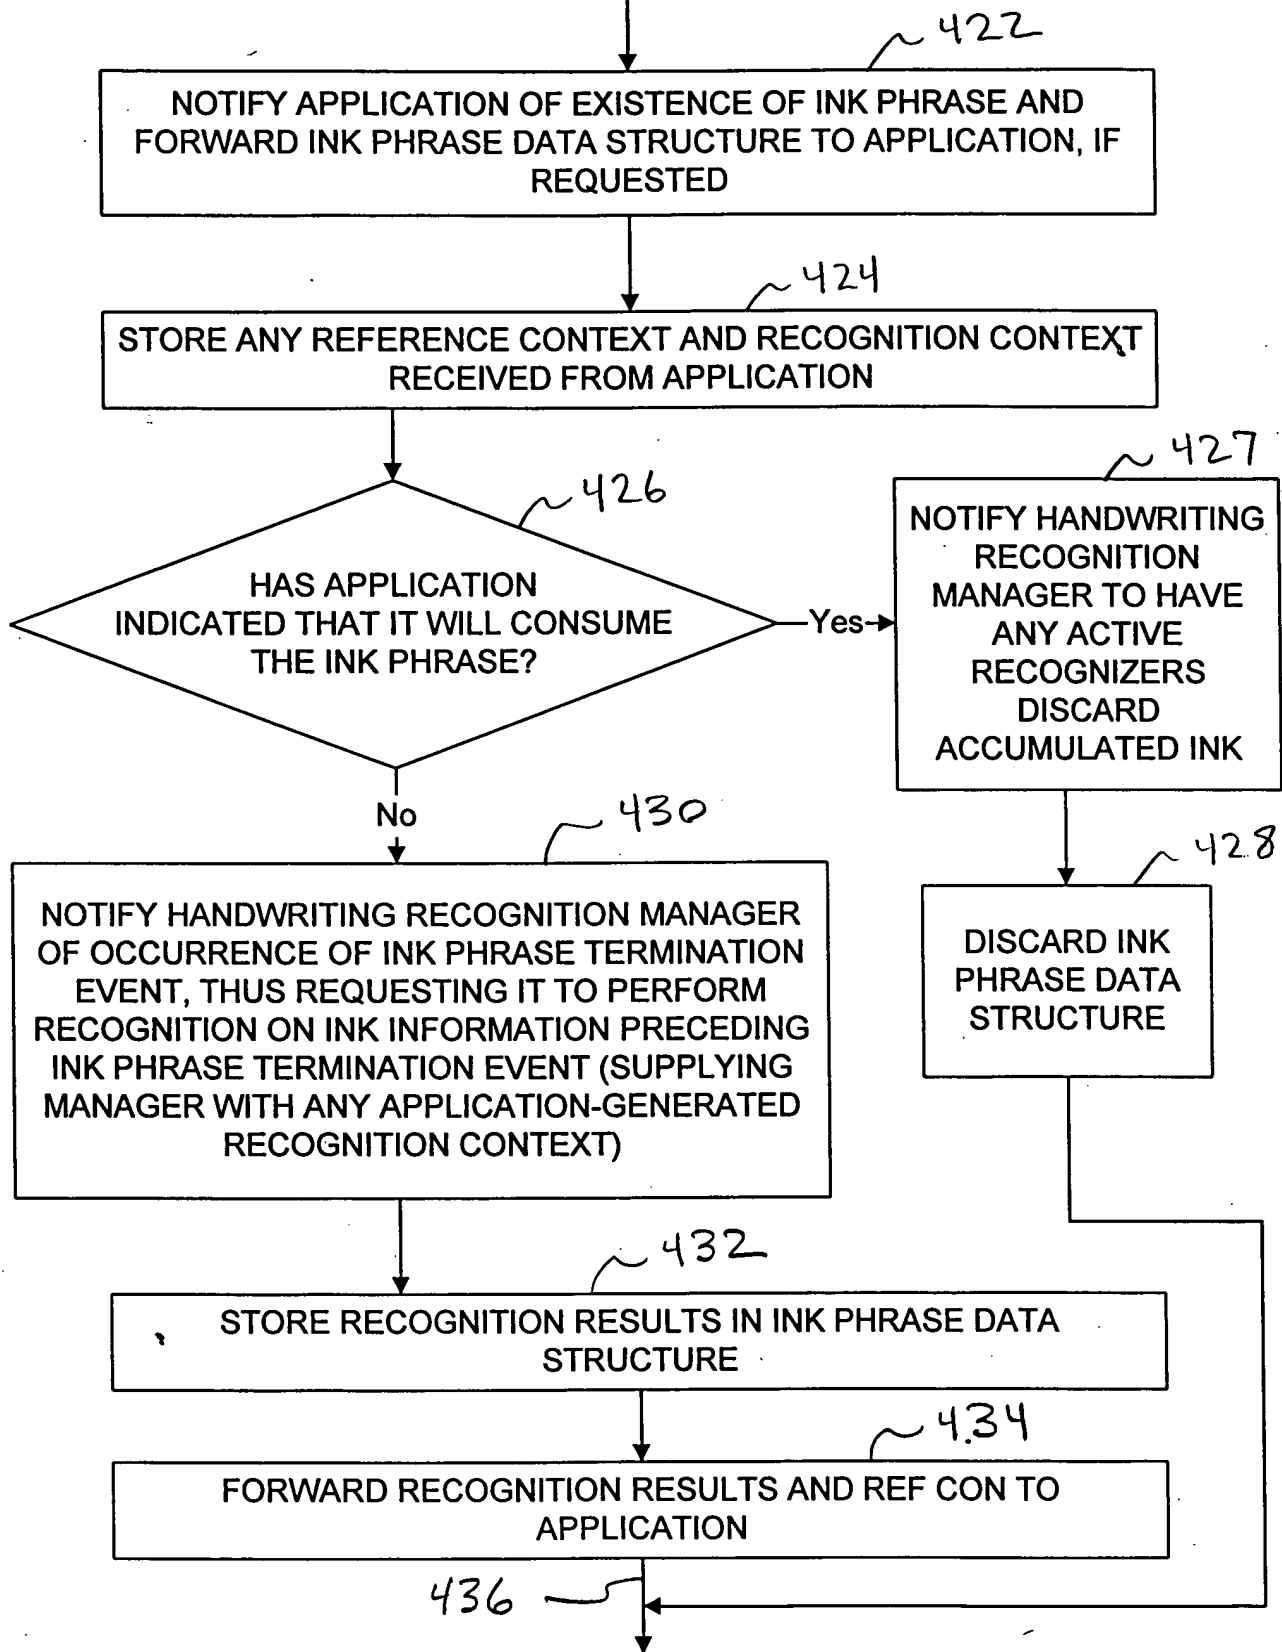 422
NOTIFY APPLICATION OF EXISTENCE OF INK PHRASE AND
FORWARD INK PHRASE DATA STRUCTURE TO APPLICATION, IF
REQUESTED
424
STORE ANY REFERENCE CONTEXT AND RECOGNITION CONTEXT
RECEIVED FROM APPLICATION
426
HAS APPLICATION
INDICATED THAT IT WILL CONSUME
THE INK PHRASE?
Yes
427
NOTIFY HANDWRITING
RECOGNITION
MANAGER TO HAVE
ANY ACTIVE
RECOGNIZERS
DISCARD
ACCUMULATED INK
No
430
NOTIFY HANDWRITING RECOGNITION MANAGER
OF OCCURRENCE OF INK PHRASE TERMINATION
EVENT, THUS REQUESTING IT TO PERFORM
RECOGNITION ON INK INFORMATION PRECEDING
INK PHRASE TERMINATION EVENT (SUPPLYING
MANAGER WITH ANY APPLICATION-GENERATED
RECOGNITION CONTEXT)
428
DISCARD INK
PHRASE DATA
STRUCTURE
432
STORE RECOGNITION RESULTS IN INK PHRASE DATA
STRUCTURE
434
FORWARD RECOGNITION RESULTS AND REF CON TO
APPLICATION
436